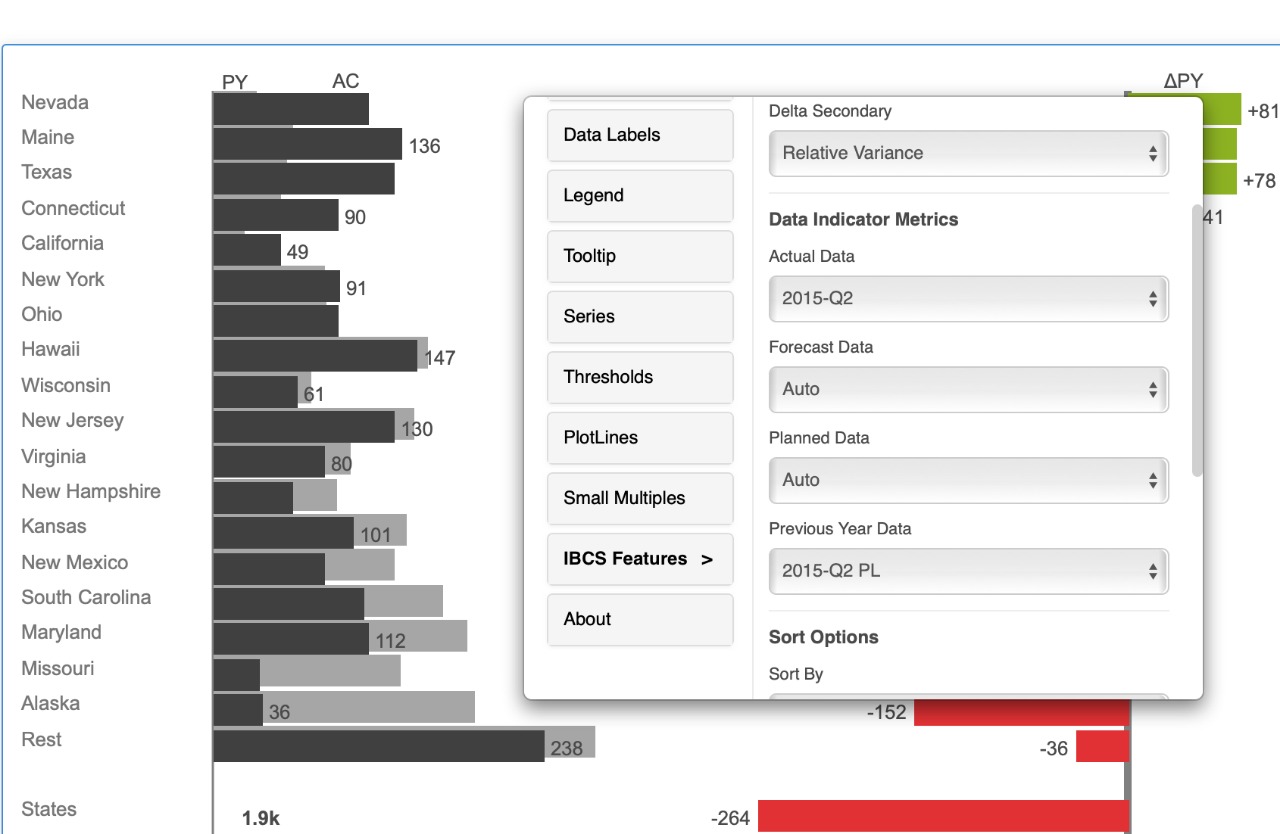 PY AC ΔPY
Nevada +81
Maine 136
Texas +78
Connecticut 90 41
California 49
New York 91
Ohio
Hawaii 147
Wisconsin 61
New Jersey 130
Virginia 80
New Hampshire
Kansas 101
New Mexico
South Carolina
Maryland 112
Missouri
Alaska 36 -152
Rest 238 -36
States 1.9k -264
Data Labels
Legend
Tooltip
Series
Thresholds
PlotLines
Small Multiples
IBCS Features >
About
Delta Secondary
Relative Variance
Data Indicator Metrics
Actual Data
2015-Q2
Forecast Data
Auto
Planned Data
Auto
Previous Year Data
2015-Q2 PL
Sort Options
Sort By